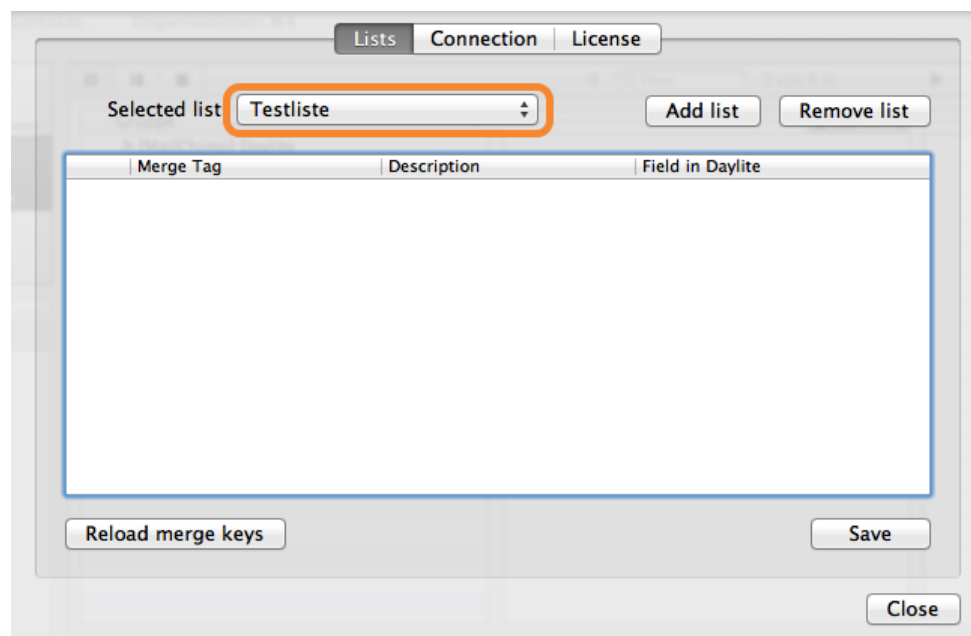 Lists Connection License
Selected list Testliste Add list Remove list
Merge Tag Description Field in Daylite
Reload merge keys Save
Close